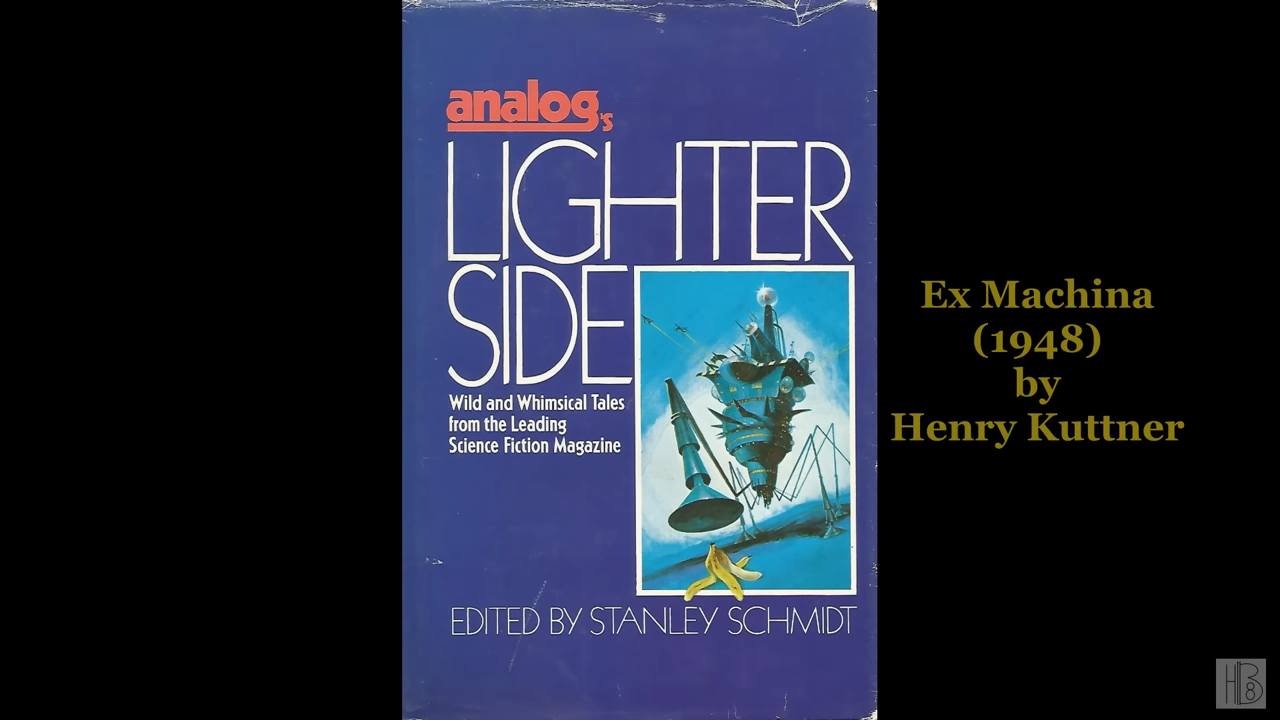 analog's
LIGHTER
SIDE
Wild and Whimsical Tales
from the Leading
Science Fiction Magazine
EDITED BY STANLEY SCHMIDT
Ex Machina
(1948)
by
Henry Kuttner
HB8